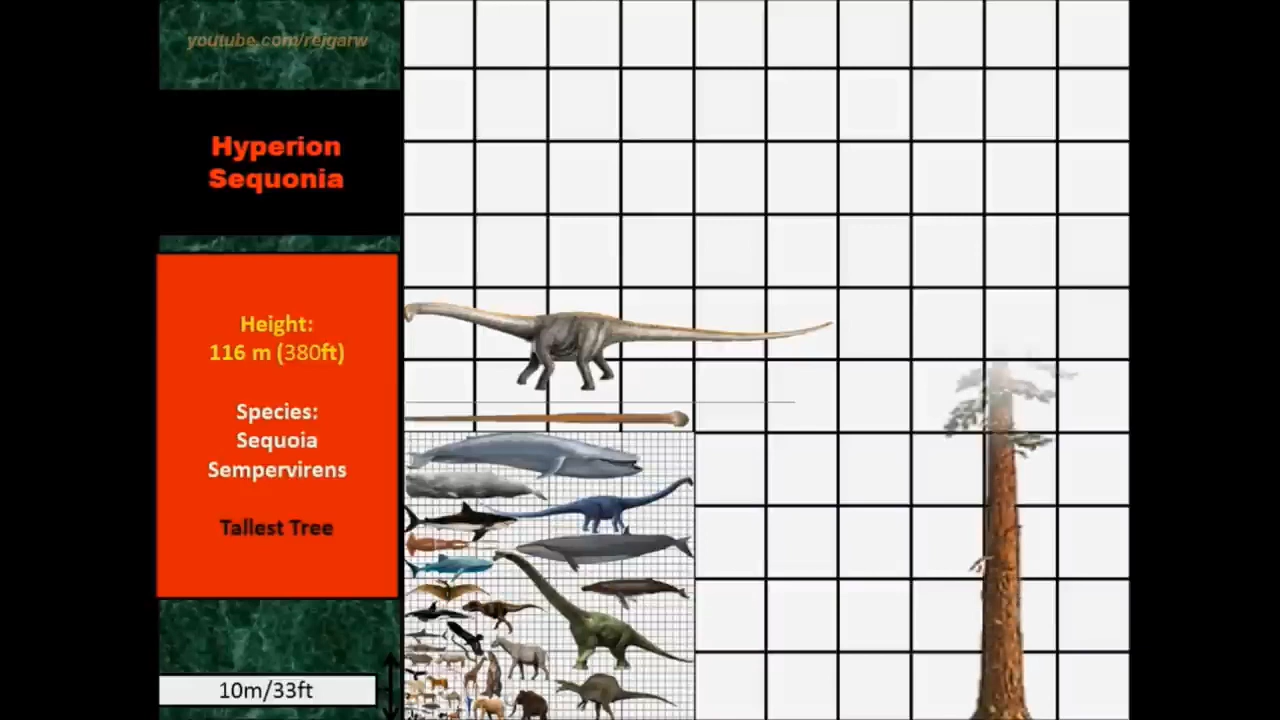 youtube.com/rejgarw
Hyperion
Sequonia
Height:
116 m (380ft)
Species:
Sequoia
Sempervirens
Tallest Tree
10m/33ft